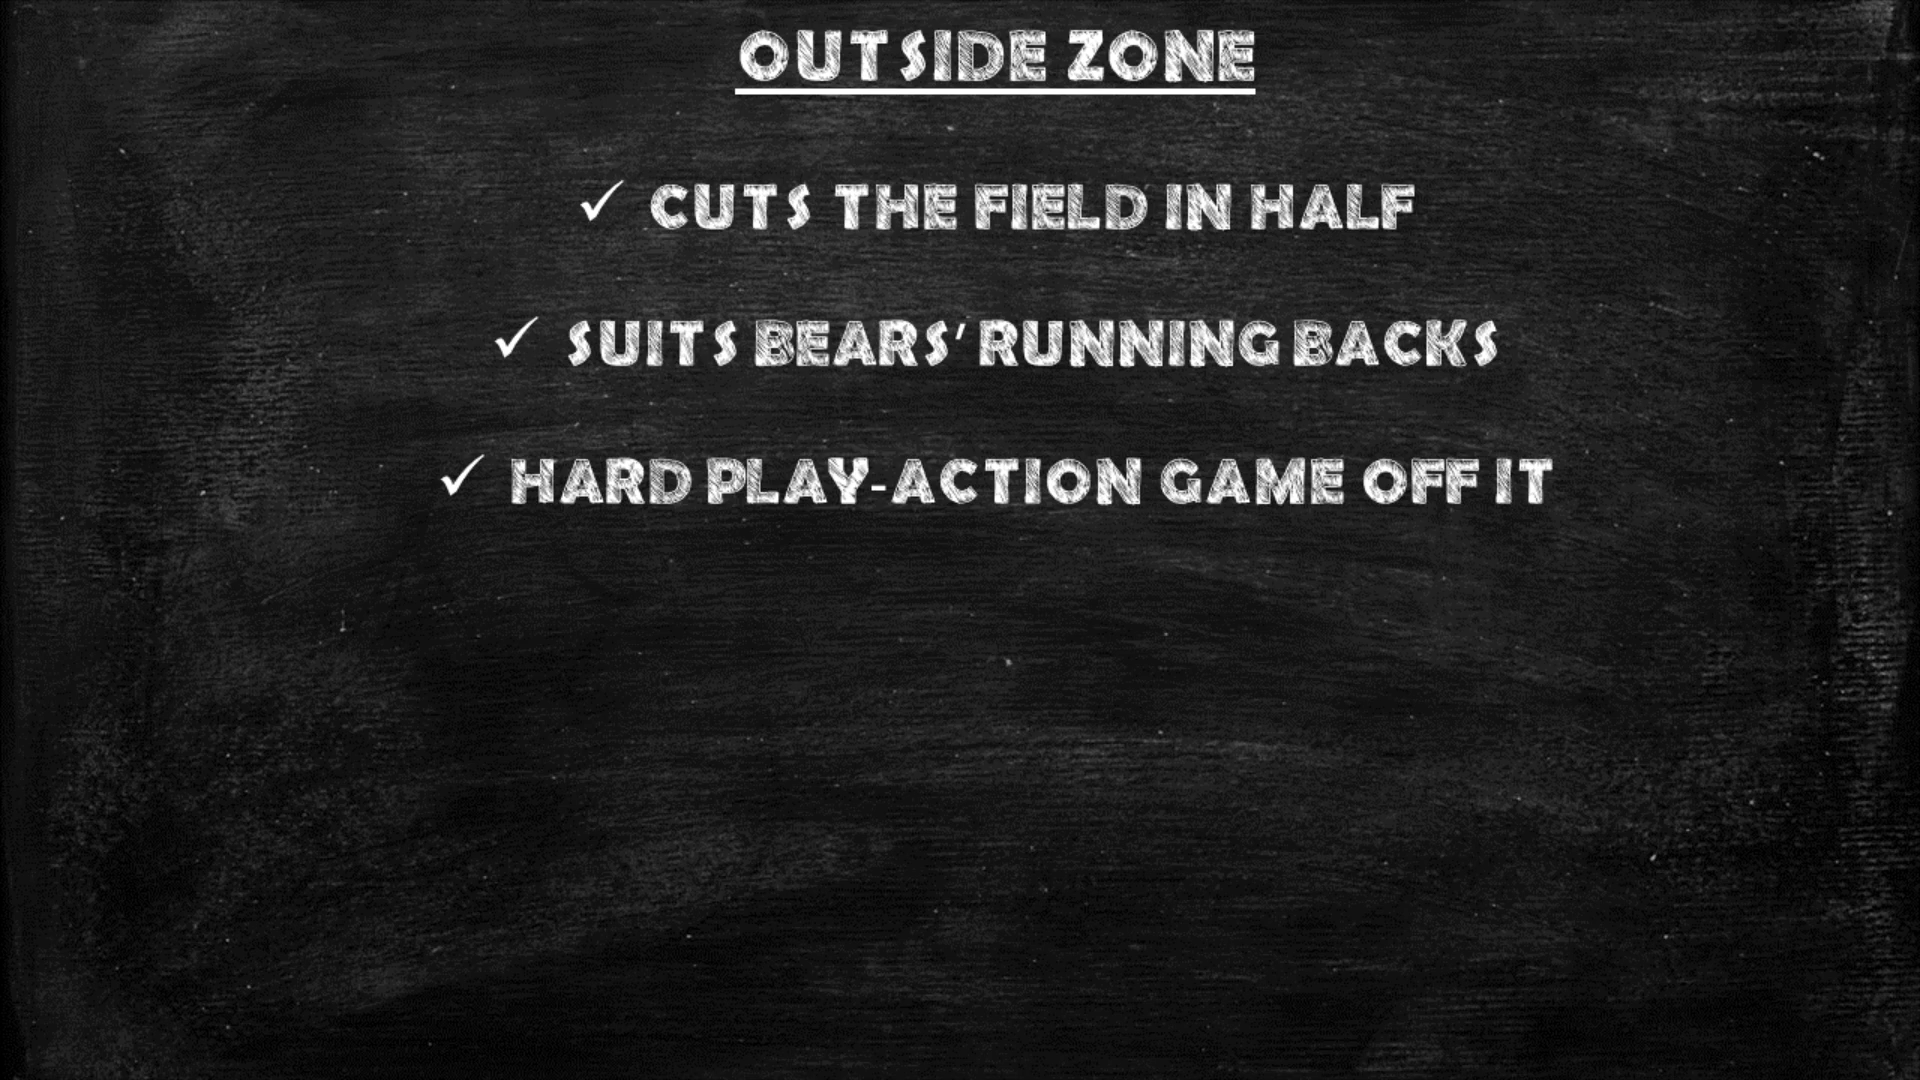 OUTSIDE ZONE
✓ CUTS THE FIELD IN HALF
✓ SUITS BEARS' RUNNING BACKS
✓ HARD PLAY-ACTION GAME OFF IT